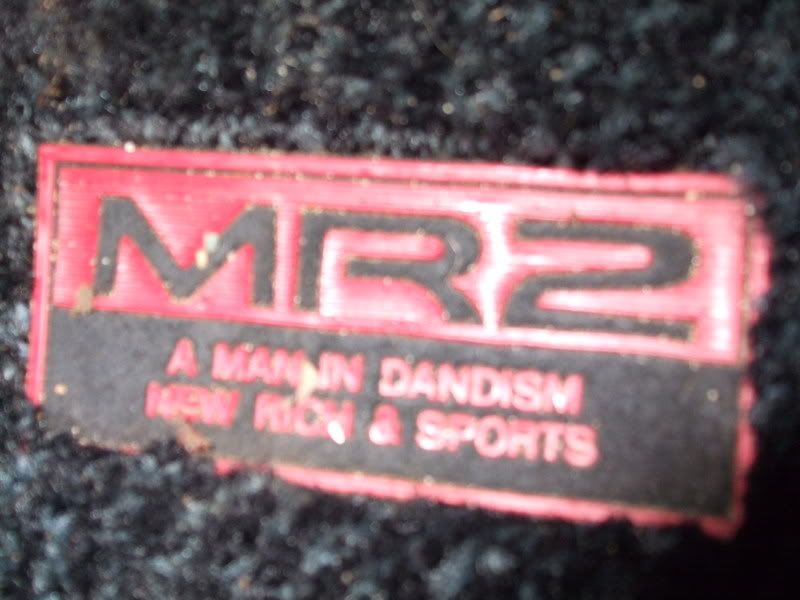 MR2
A MAN IN DANDISM
NEW RICH & SPORTS